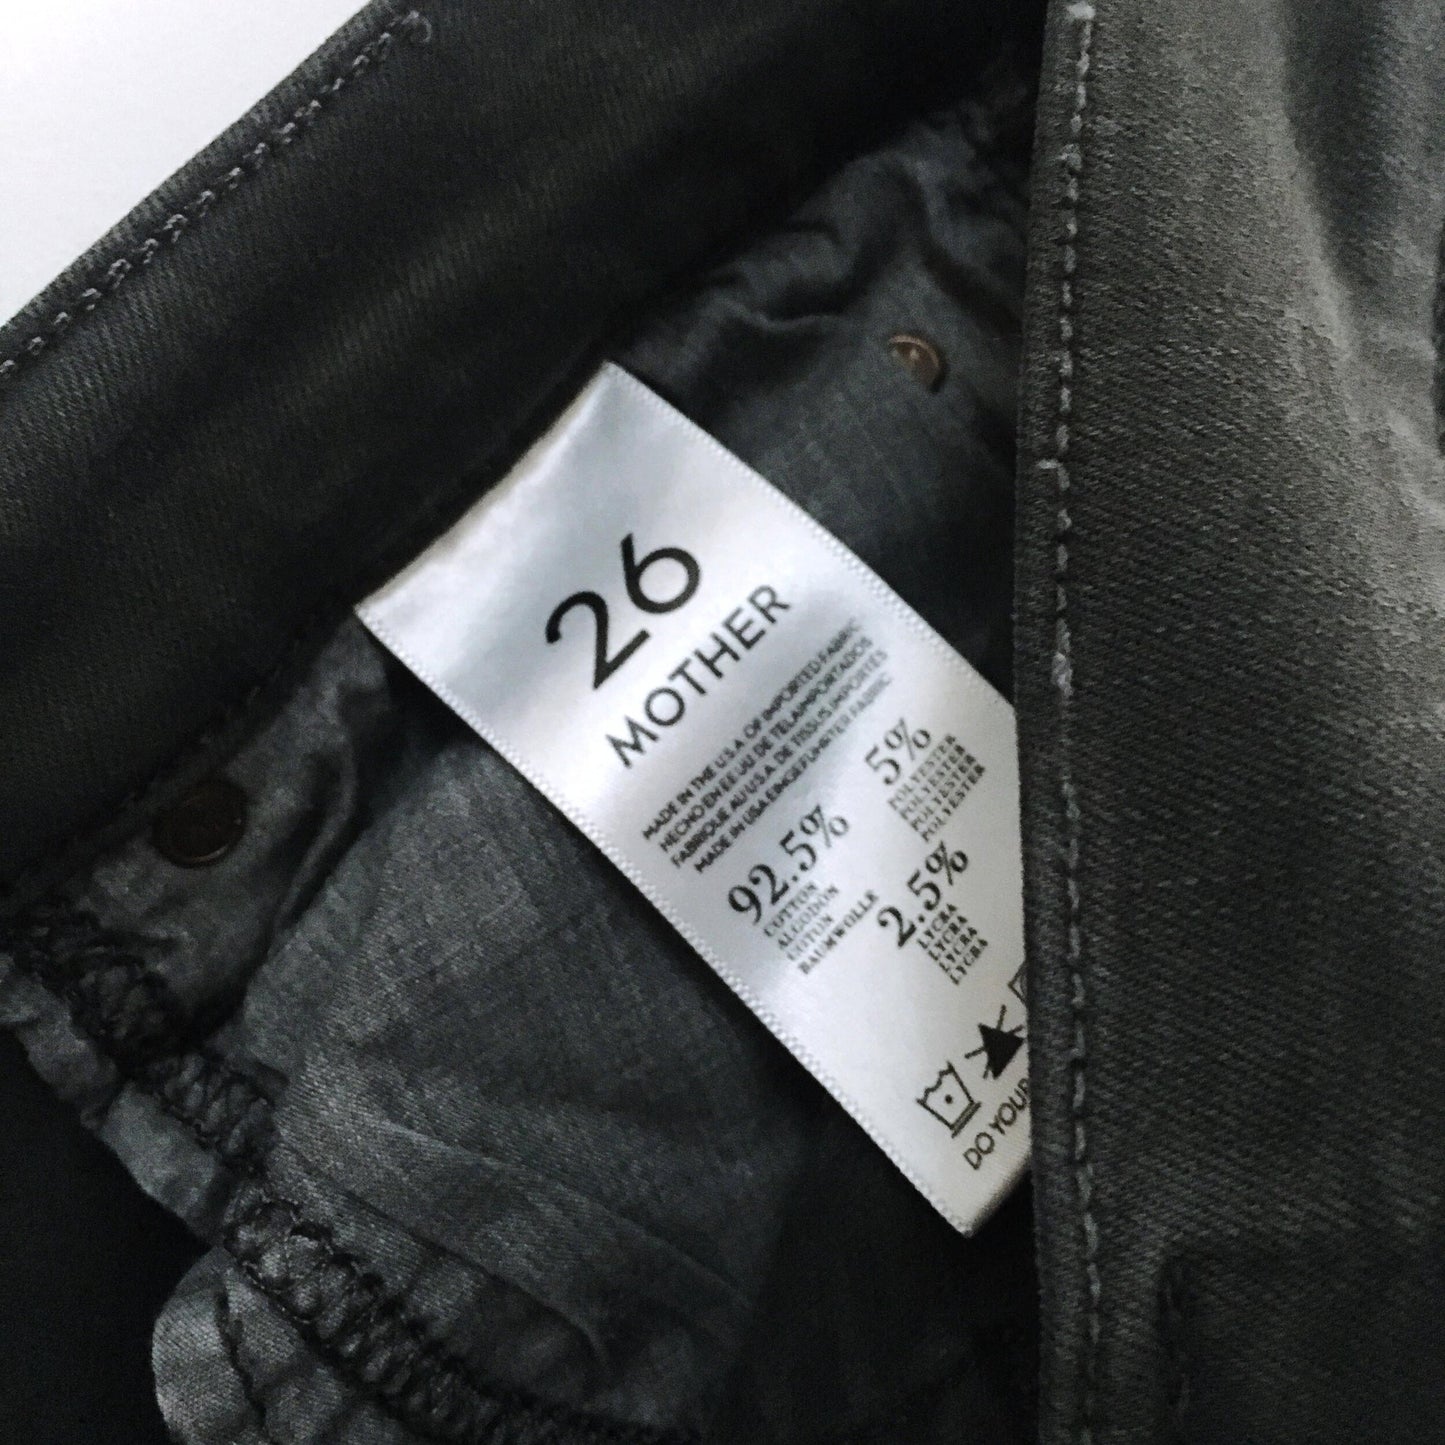 26
MOTHER
MADE IN THE U.S.A OF IMPORTED FABRIC
HECHO EN EE UU DE TELA IMPORTADOS
FABRIQUE AU U.S.A. DE TISSUS IMPORTÉS
MADE IN USA EINGEFÜHRTER FABRIC
92.5%
COTTON
ALGODON
COTON
BAUMWOLLE
5%
POLYESTER
POLYESTER
POLYESTER
POLYESTER
2.5%
LYCRA
LYCRA
LYCRA
LYCRA
DO YOUR